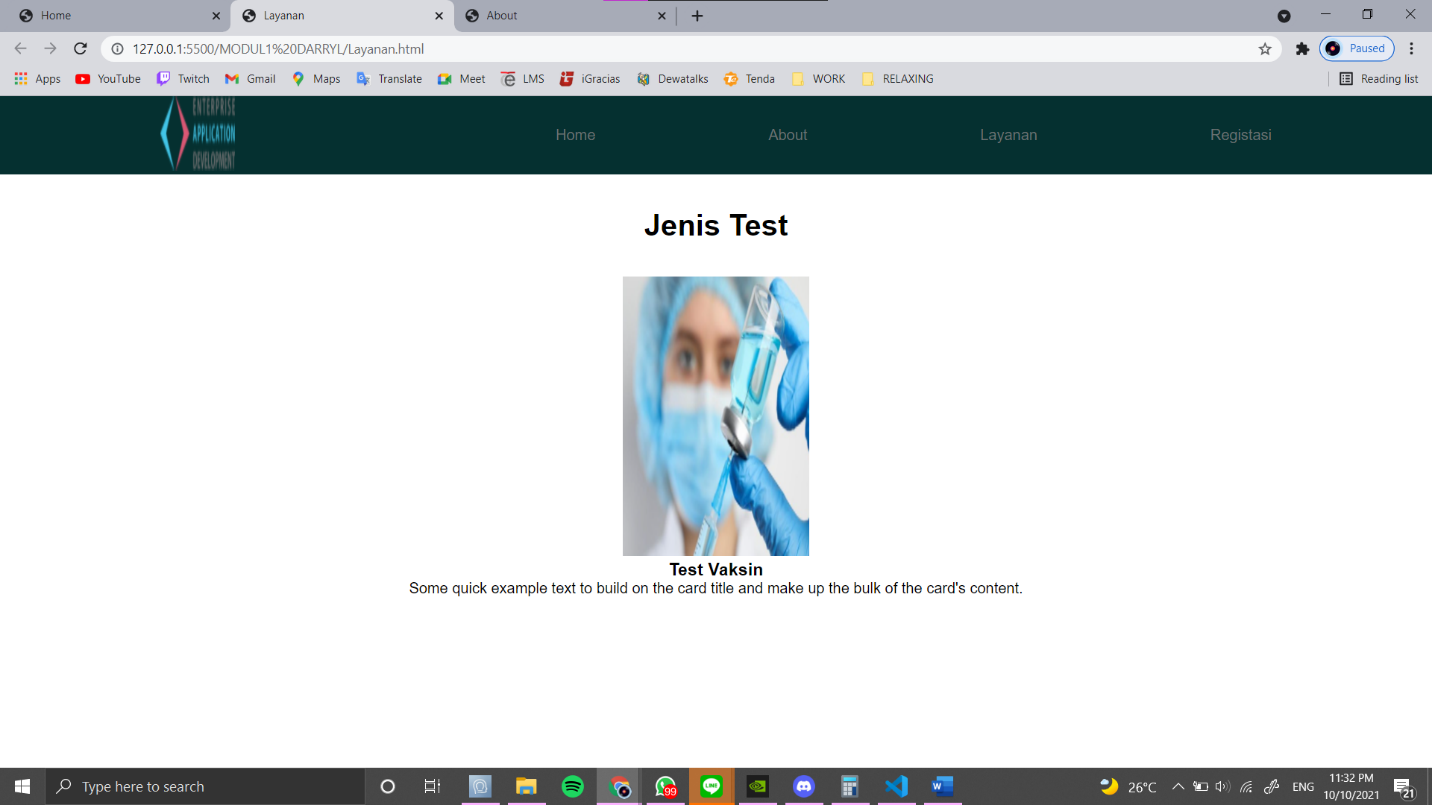 Home
Layanan
About
127.0.0.1:5500/MODUL1%20DARRYL/Layanan.html
Paused
Apps
YouTube
Twitch
Gmail
Maps
Translate
Meet
LMS
iGracias
Dewatalks
Tenda
WORK
RELAXING
Reading list
ENTERPRISE
APPLICATION
DEVELOPMENT
Home
About
Layanan
Registasi
Jenis Test
Test Vaksin
Some quick example text to build on the card title and make up the bulk of the card's content.
Type here to search
99
LINE
W
26°C
ENG
11:32 PM
10/10/2021
21